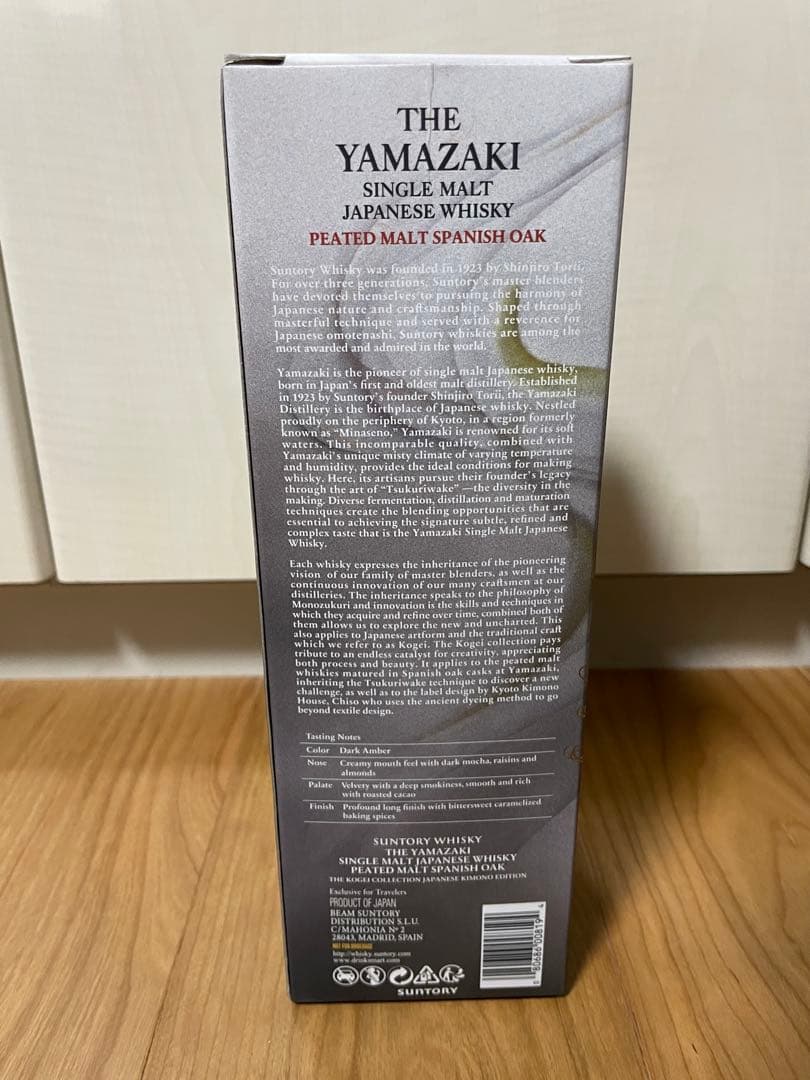 THE
YAMAZAKI
SINGLE MALT
JAPANESE WHISKY
PEATED MALT SPANISH OAK
Suntory Whisky was founded in 1923 by Shinjiro Torii.
For over three generations, Suntory's master blenders
have devoted themselves to pursuing the harmony of
Japanese nature and craftsmanship. Shaped through
masterful technique and served with a reverence for
Japanese omotenashi, Suntory whiskies are among the
most awarded and admired in the world.
Yamazaki is the pioneer of single malt Japanese whisky,
born in Japan's first and oldest malt distillery. Established
in 1923 by Suntory's founder Shinjiro Torii, the Yamazaki
Distillery is the birthplace of Japanese whisky. Nestled
proudly on the periphery of Kyoto, in a region formerly
known as “Minaseno,” Yamazaki is renowned for its soft
waters. This incomparable quality, combined with
Yamazaki's unique misty climate of varying temperature
and humidity, provides the ideal conditions for making
whisky. Here, its artisans pursue their founder's legacy
through the art of “Tsukuriwake” —the diversity in the
making. Diverse fermentation, distillation and maturation
techniques create the blending opportunities that are
essential to achieving the signature subtle, refined and
complex taste that is the Yamazaki Single Malt Japanese
Whisky.
Each whisky expresses the inheritance of the pioneering
vision of our family of master blenders, as well as the
continuous innovation of our many craftsmen at our
distilleries. The inheritance speaks to the philosophy of
Monozukuri and innovation is the skills and techniques in
which they acquire and refine over time, combined both of
them allows us to explore the new and uncharted. This
also applies to Japanese artform and the traditional craft
which we refer to as Kogei. The Kogei collection pays
tribute to an endless catalyst for creativity, appreciating
both process and beauty. It applies to the peated malt
whiskies matured in Spanish oak casks at Yamazaki,
inheriting the Tsukuriwake technique to discover a new
challenge, as well as to the label design by Kyoto Kimono
House, Chiso who uses the ancient dyeing method to go
beyond textile design.
Tasting Notes
Color Dark Amber
Nose Creamy mouth feel with dark mocha, raisins and
almonds
Palate Velvety with a deep smokiness, smooth and rich
with roasted cacao
Finish Profound long finish with bittersweet caramelized
baking spices
SUNTORY WHISKY
THE YAMAZAKI
SINGLE MALT JAPANESE WHISKY
PEATED MALT SPANISH OAK
THE KOGEI COLLECTION JAPANESE KIMONO EDITION
Exclusive for Travelers
PRODUCT OF JAPAN
BEAM SUNTORY
DISTRIBUTION S.L.U.
C/MAHONIA Nº 2
28043, MADRID, SPAIN
NOT FOR UNDERAGE
http://whisky.suntory.com
www.drinksmart.com
SUNTORY
0 80686 00819 4